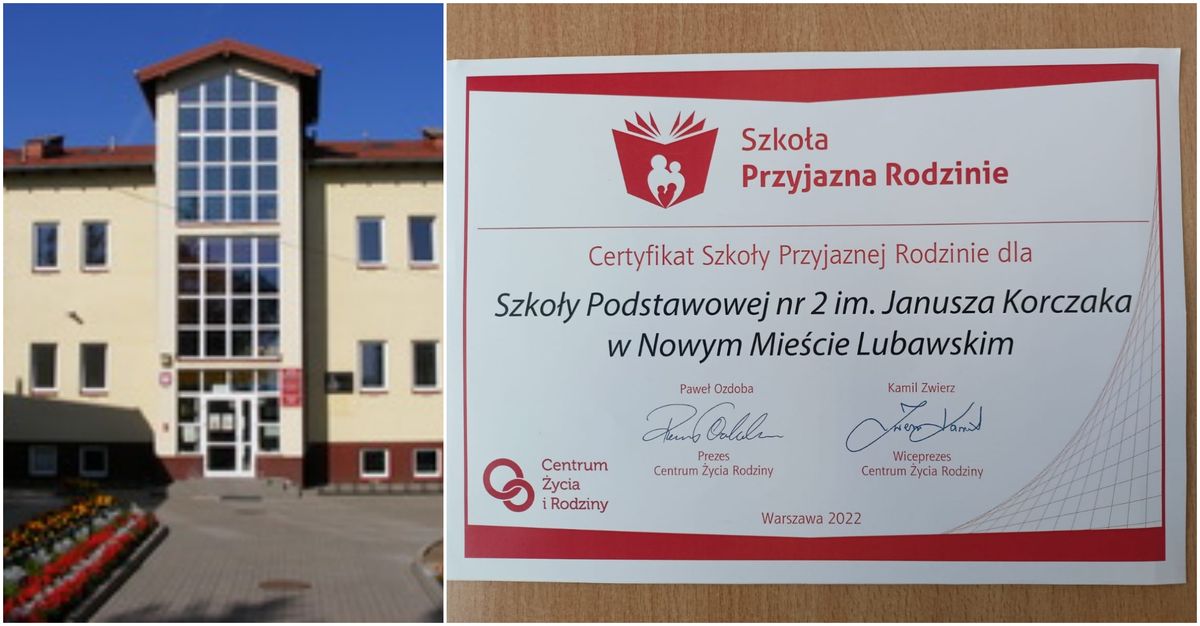 Szkoła
Przyjazna Rodzinie
Certyfikat Szkoły Przyjaznej Rodzinie dla
Szkoły Podstawowej nr 2 im. Janusza Korczaka
w Nowym Mieście Lubawskim
Paweł Ozdoba
Prezes
Centrum Życia Rodziny
Kamil Zwierz
Wiceprezes
Centrum Życia Rodziny
Centrum
Życia
i Rodziny
Warszawa 2022